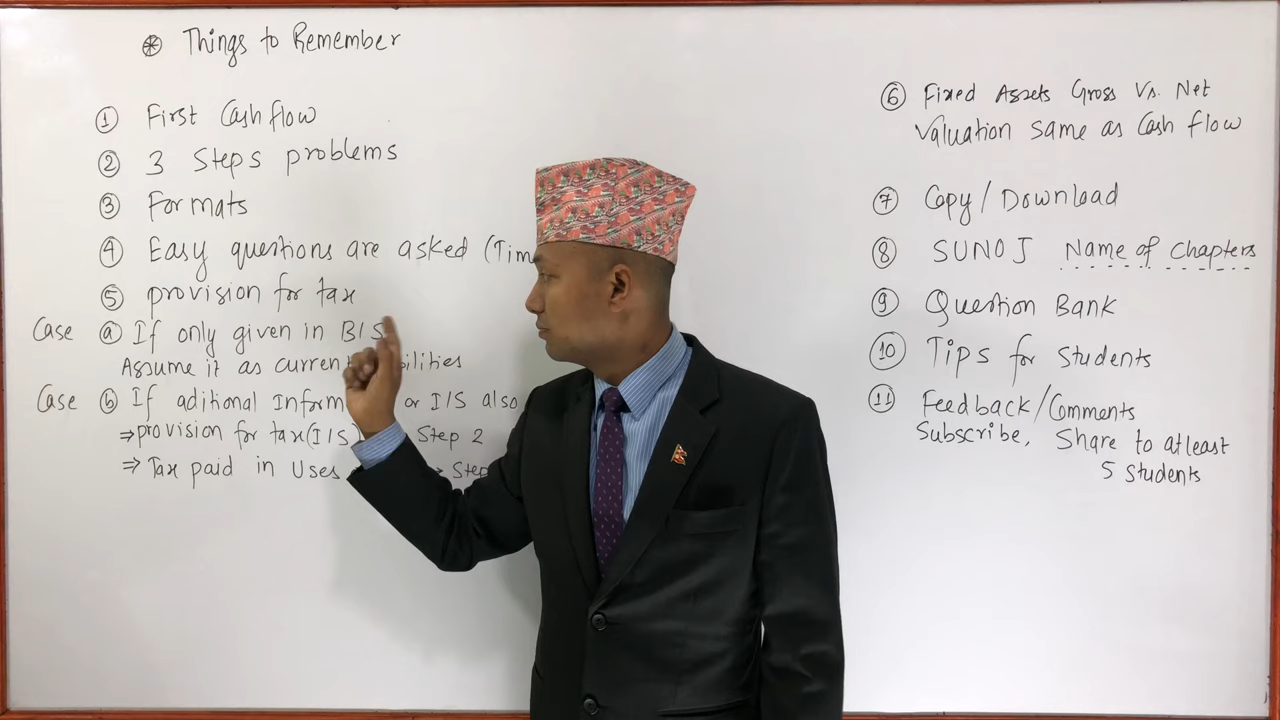 * Things to Remember
1 First Cashflow
2 3 Steps problems
3 Formats
4 Easy questions are asked
5 provision for tax
Case a If only given in B/S
Assume it as current
Case b If aditional or I/S also
⇒ provision for tax (I/S) Step 2
⇒ Tax paid in Uses
6 Fixed Assets Gross Vs. Net
Valuation same as Cash flow
7 Copy/Download
8 SUNOJ Name of Chapters
9 Question Bank
10 Tips for Students
11 Feedback/Comments
Subscribe, Share to atleast
5 Students